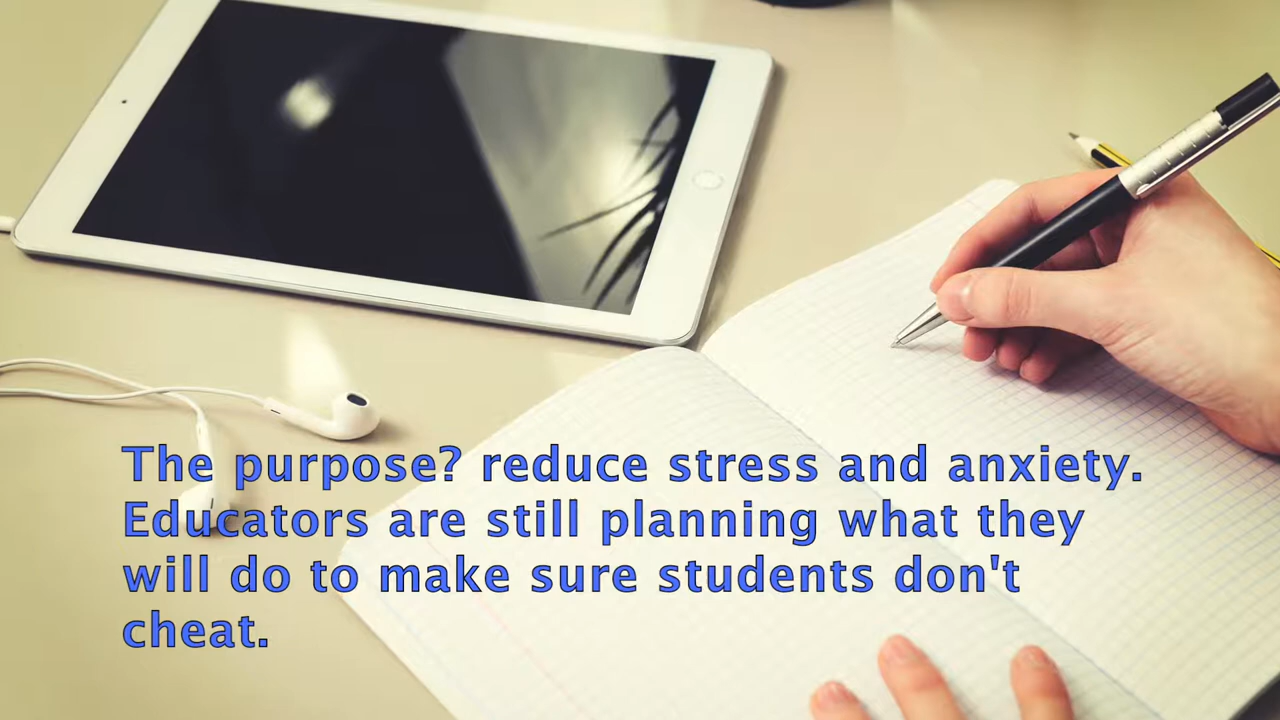 The purpose? reduce stress and anxiety.
Educators are still planning what they
will do to make sure students don't
cheat.